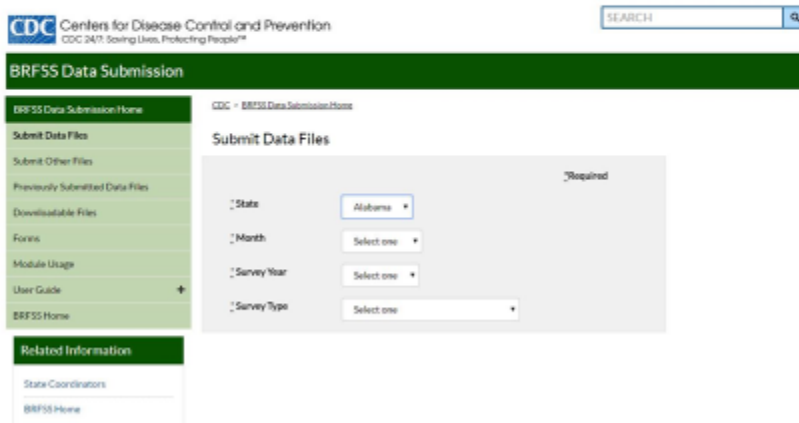 CDC Centers for Disease Control and Prevention
CDC 24/7: Saving Lives, Protecting People™
SEARCH
BRFSS Data Submission
BRFSS Data Submission Home
Submit Data Files
Submit Other Files
Previously Submitted Data Files
Downloadable Files
Forms
Module Usage
User Guide +
BRFSS Home
Related Information
State Coordinators
BRFSS Home
CDC > BRFSS Data Submission Home
Submit Data Files
*Required
*State Alabama
*Month Select one
*Survey Year Select one
*Survey Type Select one